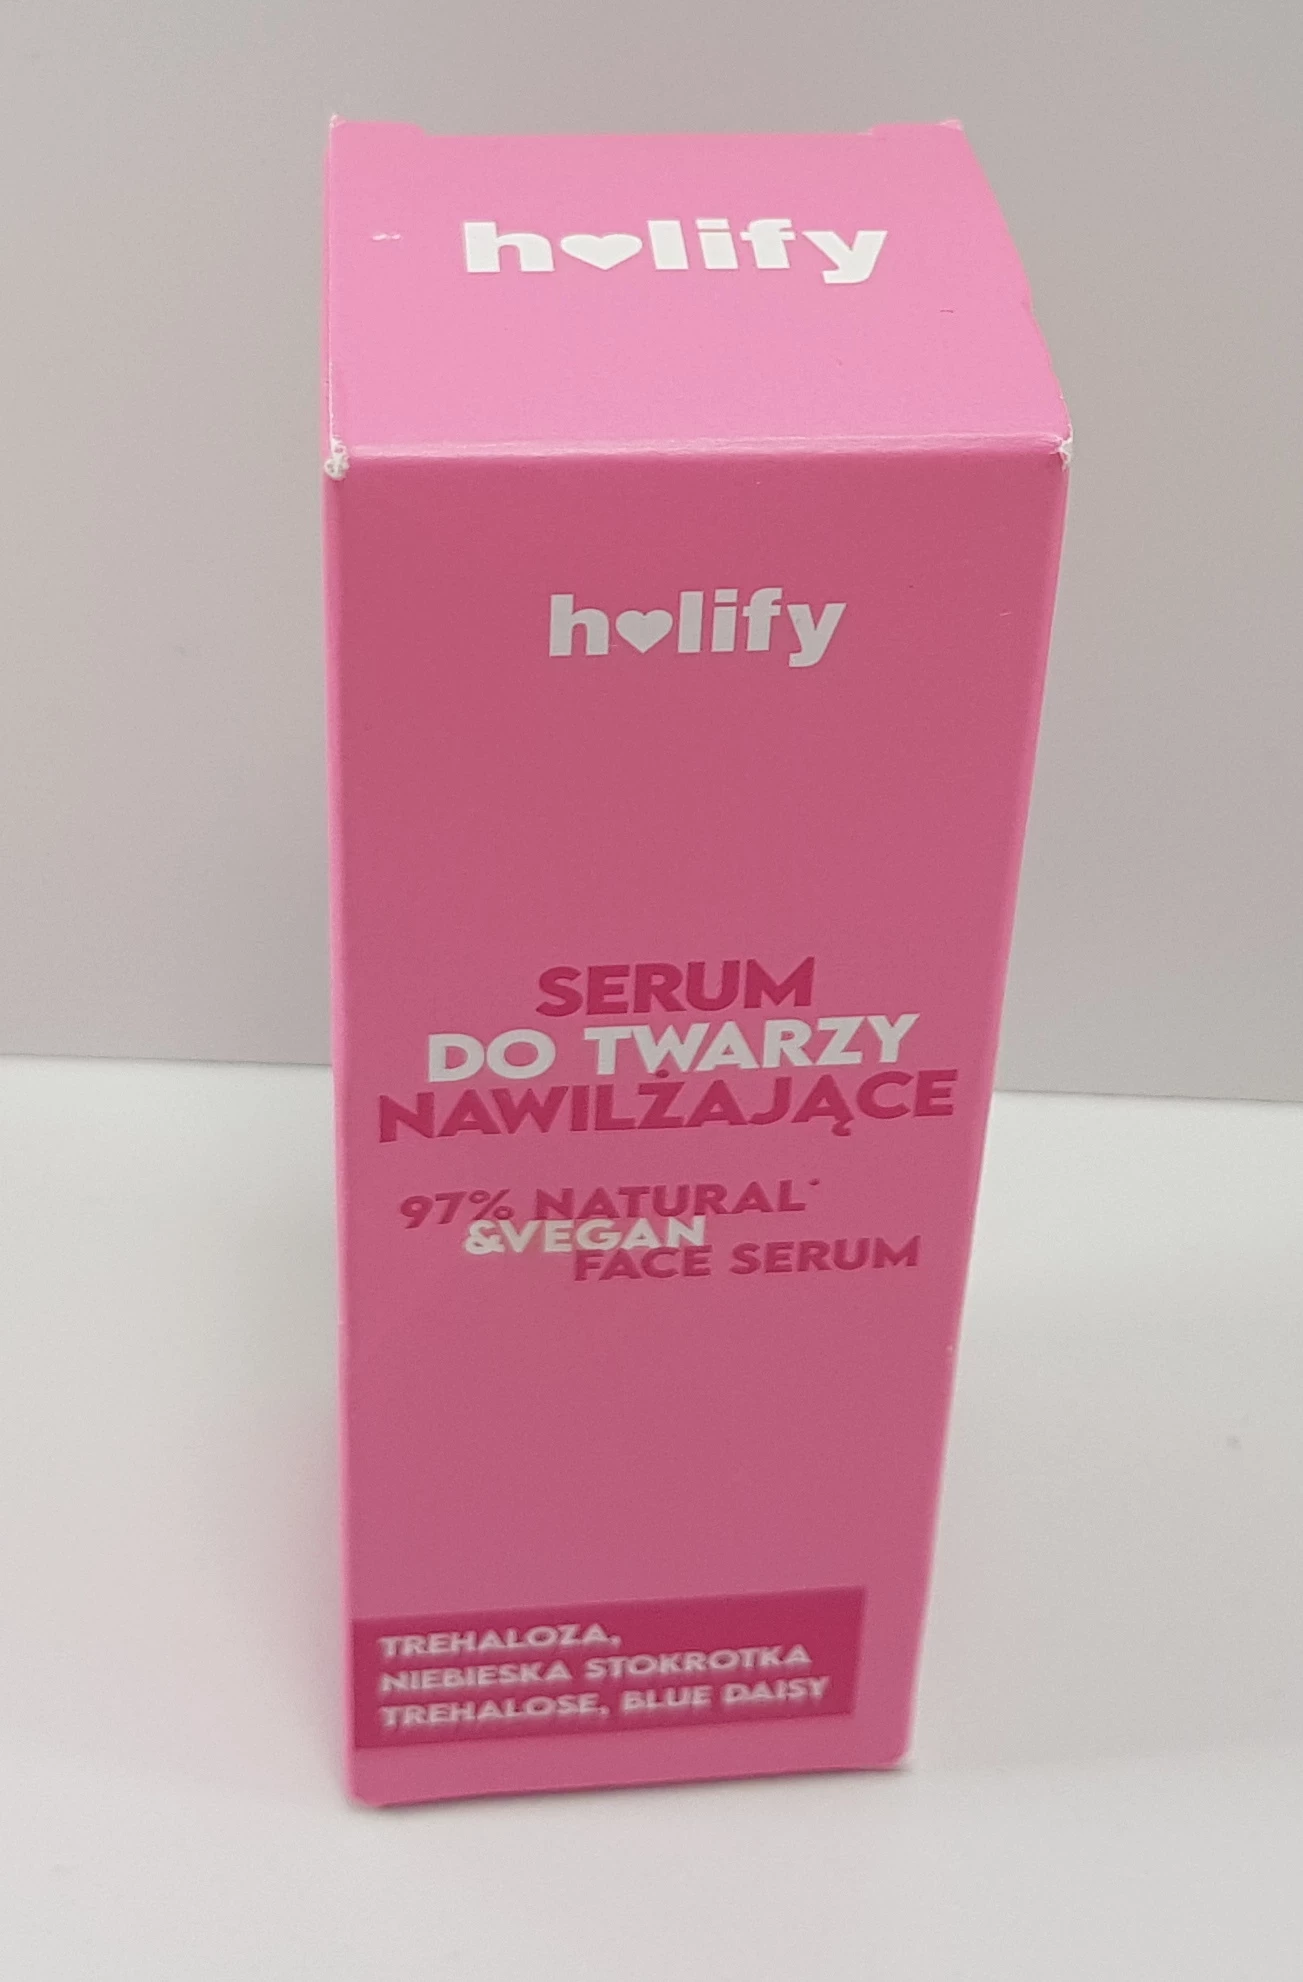 holify
holify
SERUM
DO TWARZY
NAWILŻAJĄCE
97% NATURAL*
&VEGAN
FACE SERUM
TREHALOZA,
NIEBIESKA STOKROTKA
TREHALOSE, BLUE DAISY